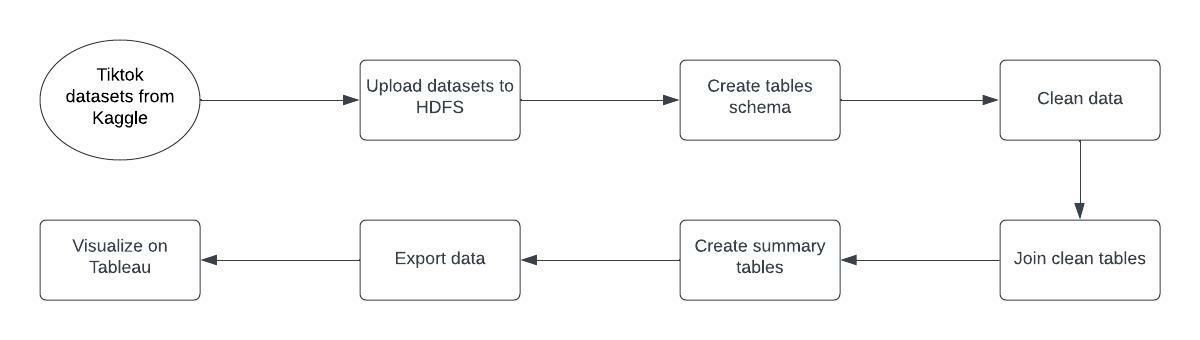 Tiktok
datasets from
Kaggle
Upload datasets to
HDFS
Create tables
schema
Clean data
Visualize on
Tableau
Export data
Create summary
tables
Join clean tables